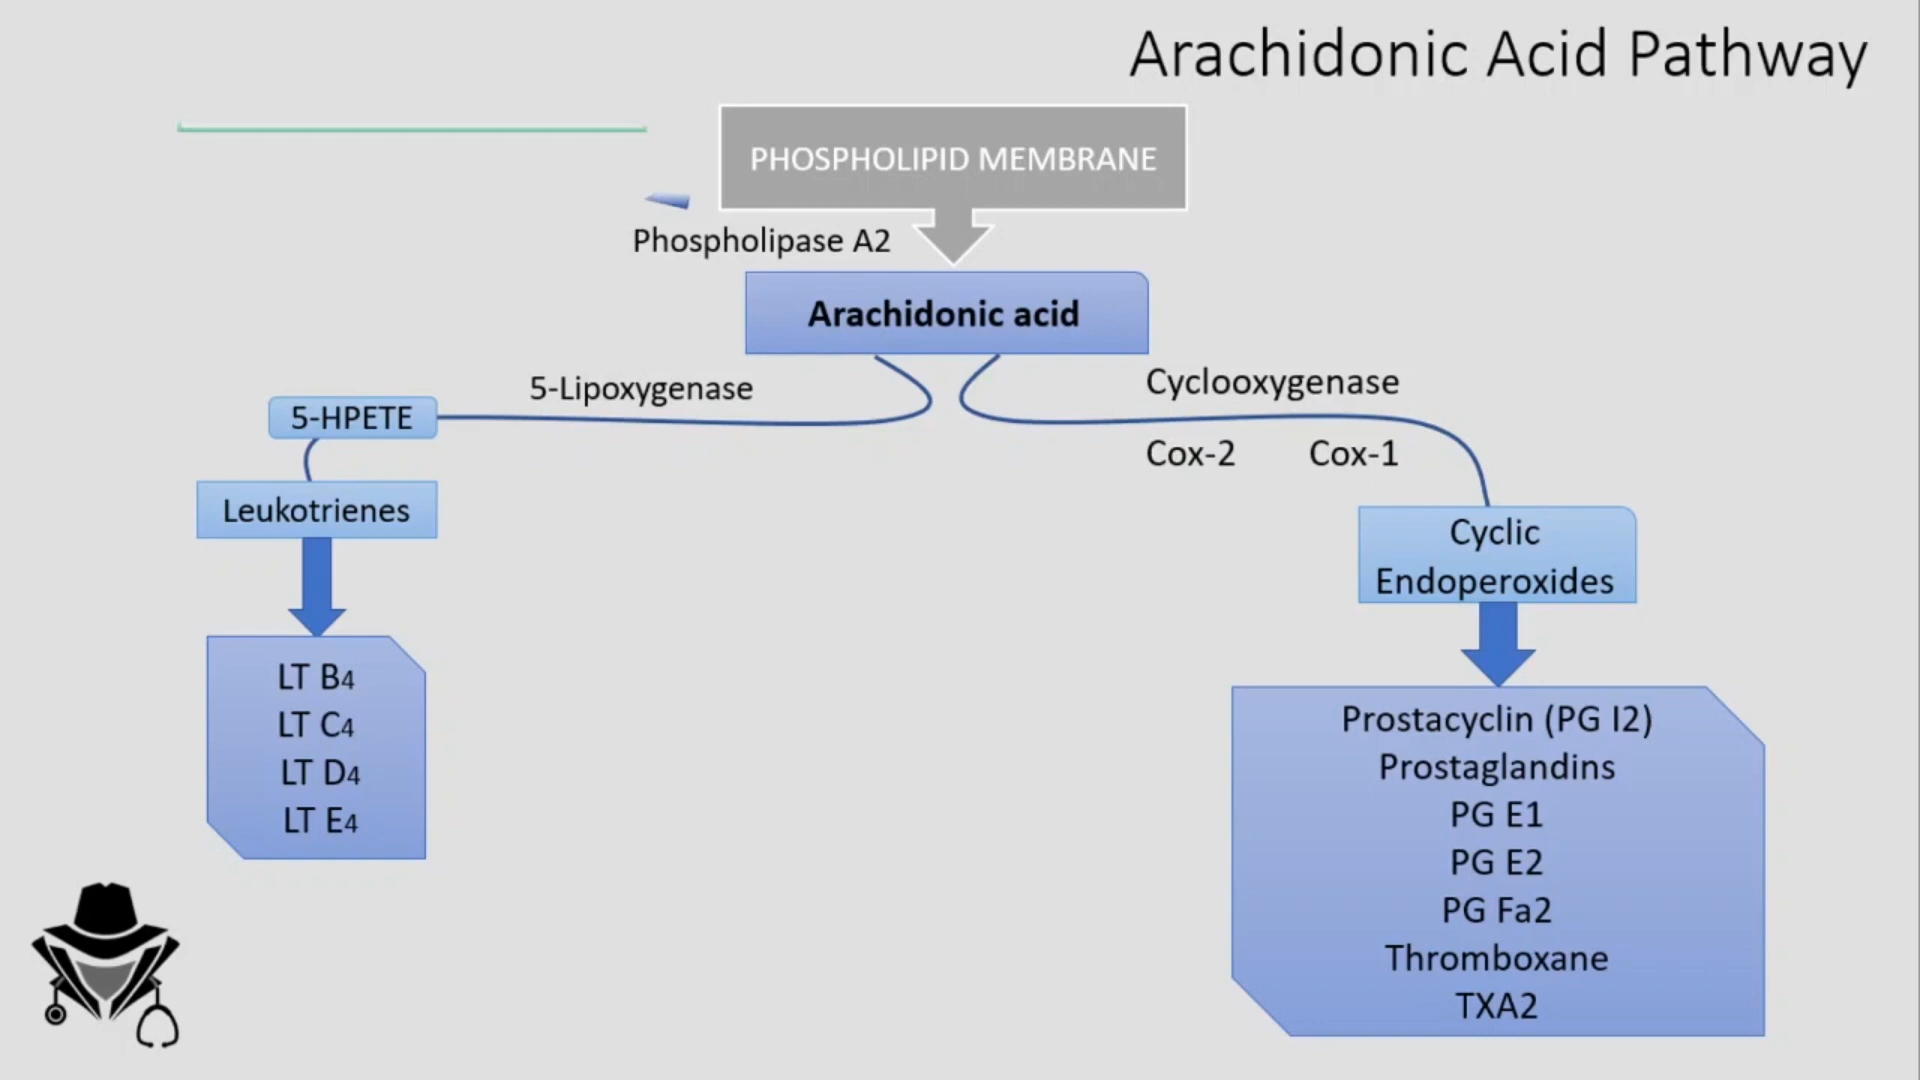 Arachidonic Acid Pathway
PHOSPHOLIPID MEMBRANE
Phospholipase A2
Arachidonic acid
5-Lipoxygenase
Cyclooxygenase
5-HPETE
Cox-2 Cox-1
Leukotrienes
Cyclic
Endoperoxides
LT B4
LT C4
LT D4
LT E4
Prostacyclin (PG I2)
Prostaglandins
PG E1
PG E2
PG Fa2
Thromboxane
TXA2